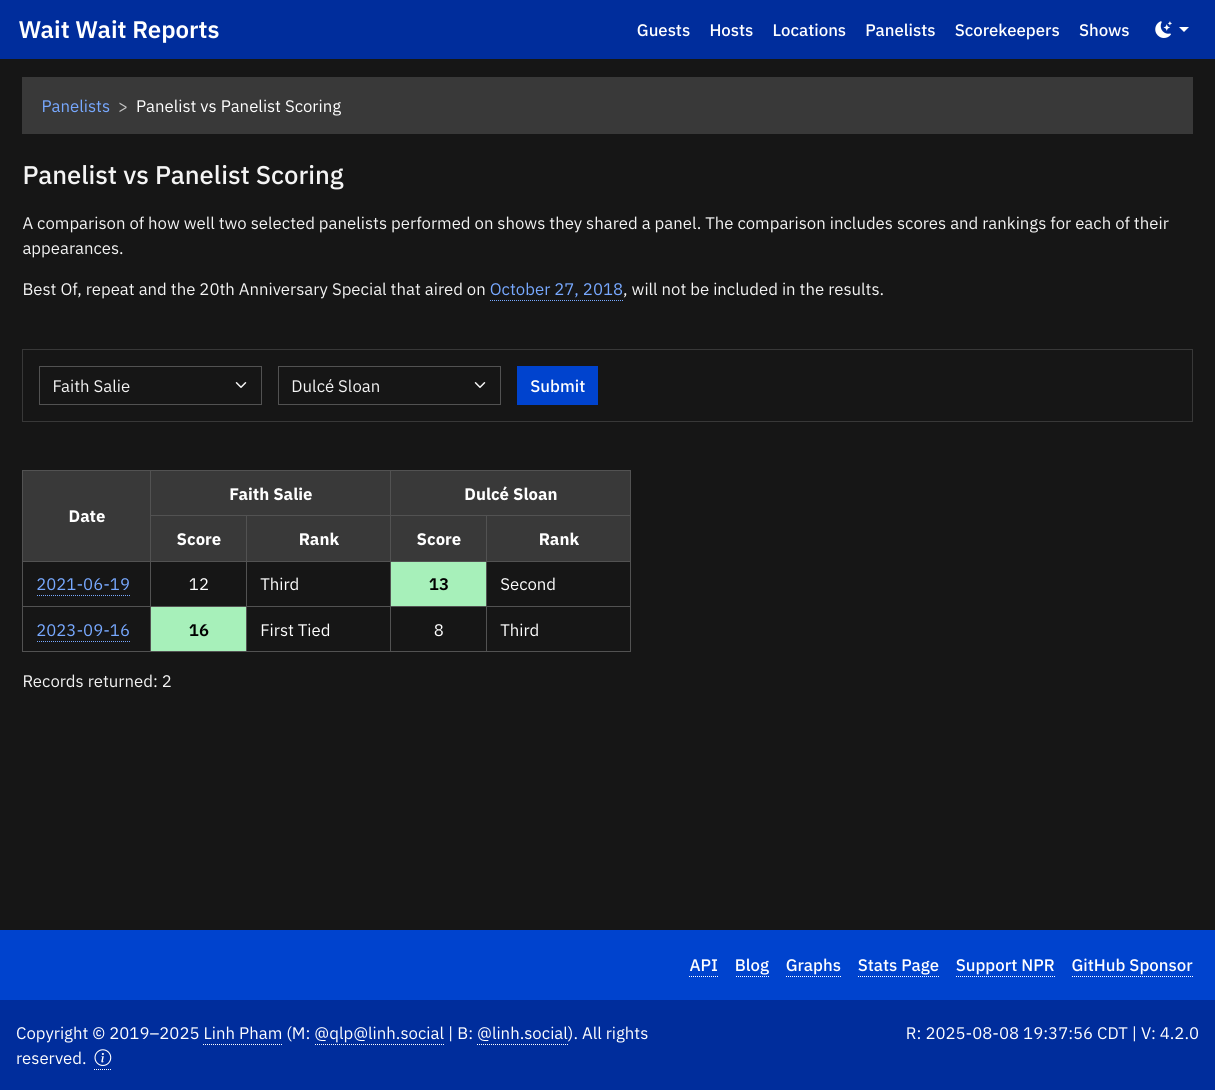 Wait Wait Reports
Guests Hosts Locations Panelists Scorekeepers Shows
Panelists > Panelist vs Panelist Scoring
Panelist vs Panelist Scoring
A comparison of how well two selected panelists performed on shows they shared a panel. The comparison includes scores and rankings for each of their
appearances.
Best Of, repeat and the 20th Anniversary Special that aired on October 27, 2018, will not be included in the results.
Faith Salie Dulcé Sloan Submit
Date Faith Salie Dulcé Sloan
Score Rank Score Rank
2021-06-19 12 Third 13 Second
2023-09-16 16 First Tied 8 Third
Records returned: 2
API Blog Graphs Stats Page Support NPR GitHub Sponsor
Copyright © 2019–2025 Linh Pham (M: @qlp@linh.social | B: @linh.social). All rights
reserved.
R: 2025-08-08 19:37:56 CDT | V: 4.2.0